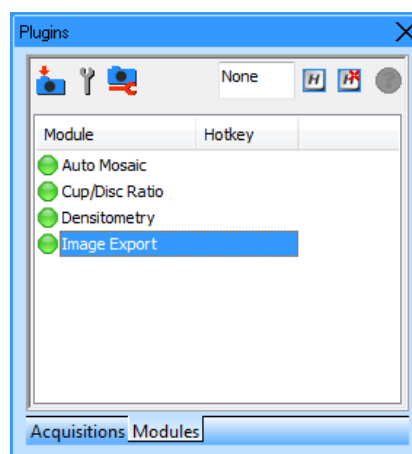 Plugins
None H H
Module Hotkey
Auto Mosaic
Cup/Disc Ratio
Densitometry
Image Export
Acquisitions Modules